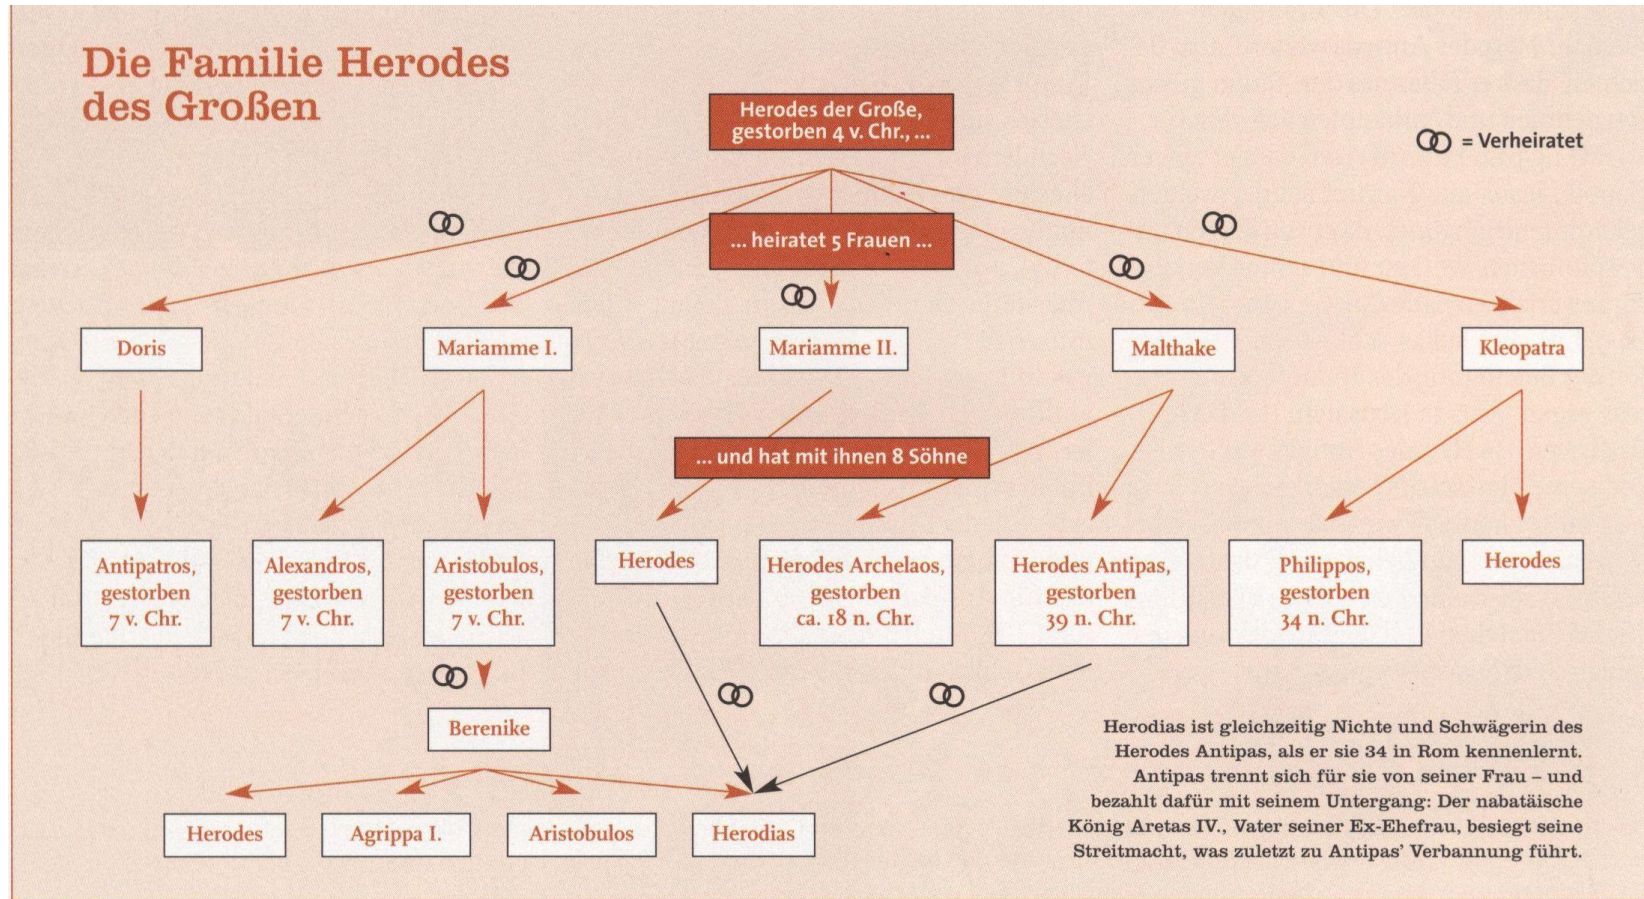 Die Familie Herodes
des Großen
Herodes der Große,
gestorben 4 v. Chr., ...
= Verheiratet
... heiratet 5 Frauen ...
Doris
Mariamme I.
Mariamme II.
Malthake
Kleopatra
... und hat mit ihnen 8 Söhne
Antipatros,
gestorben
7 v. Chr.
Alexandros,
gestorben
7 v. Chr.
Aristobulos,
gestorben
7 v. Chr.
Herodes
Herodes Archelaos,
gestorben
ca. 18 n. Chr.
Herodes Antipas,
gestorben
39 n. Chr.
Philippos,
gestorben
34 n. Chr.
Herodes
Berenike
Herodes
Agrippa I.
Aristobulos
Herodias
Herodias ist gleichzeitig Nichte und Schwägerin des
Herodes Antipas, als er sie 34 in Rom kennenlernt.
Antipas trennt sich für sie von seiner Frau – und
bezahlt dafür mit seinem Untergang: Der nabatäische
König Aretas IV., Vater seiner Ex-Ehefrau, besiegt seine
Streitmacht, was zuletzt zu Antipas’ Verbannung führt.